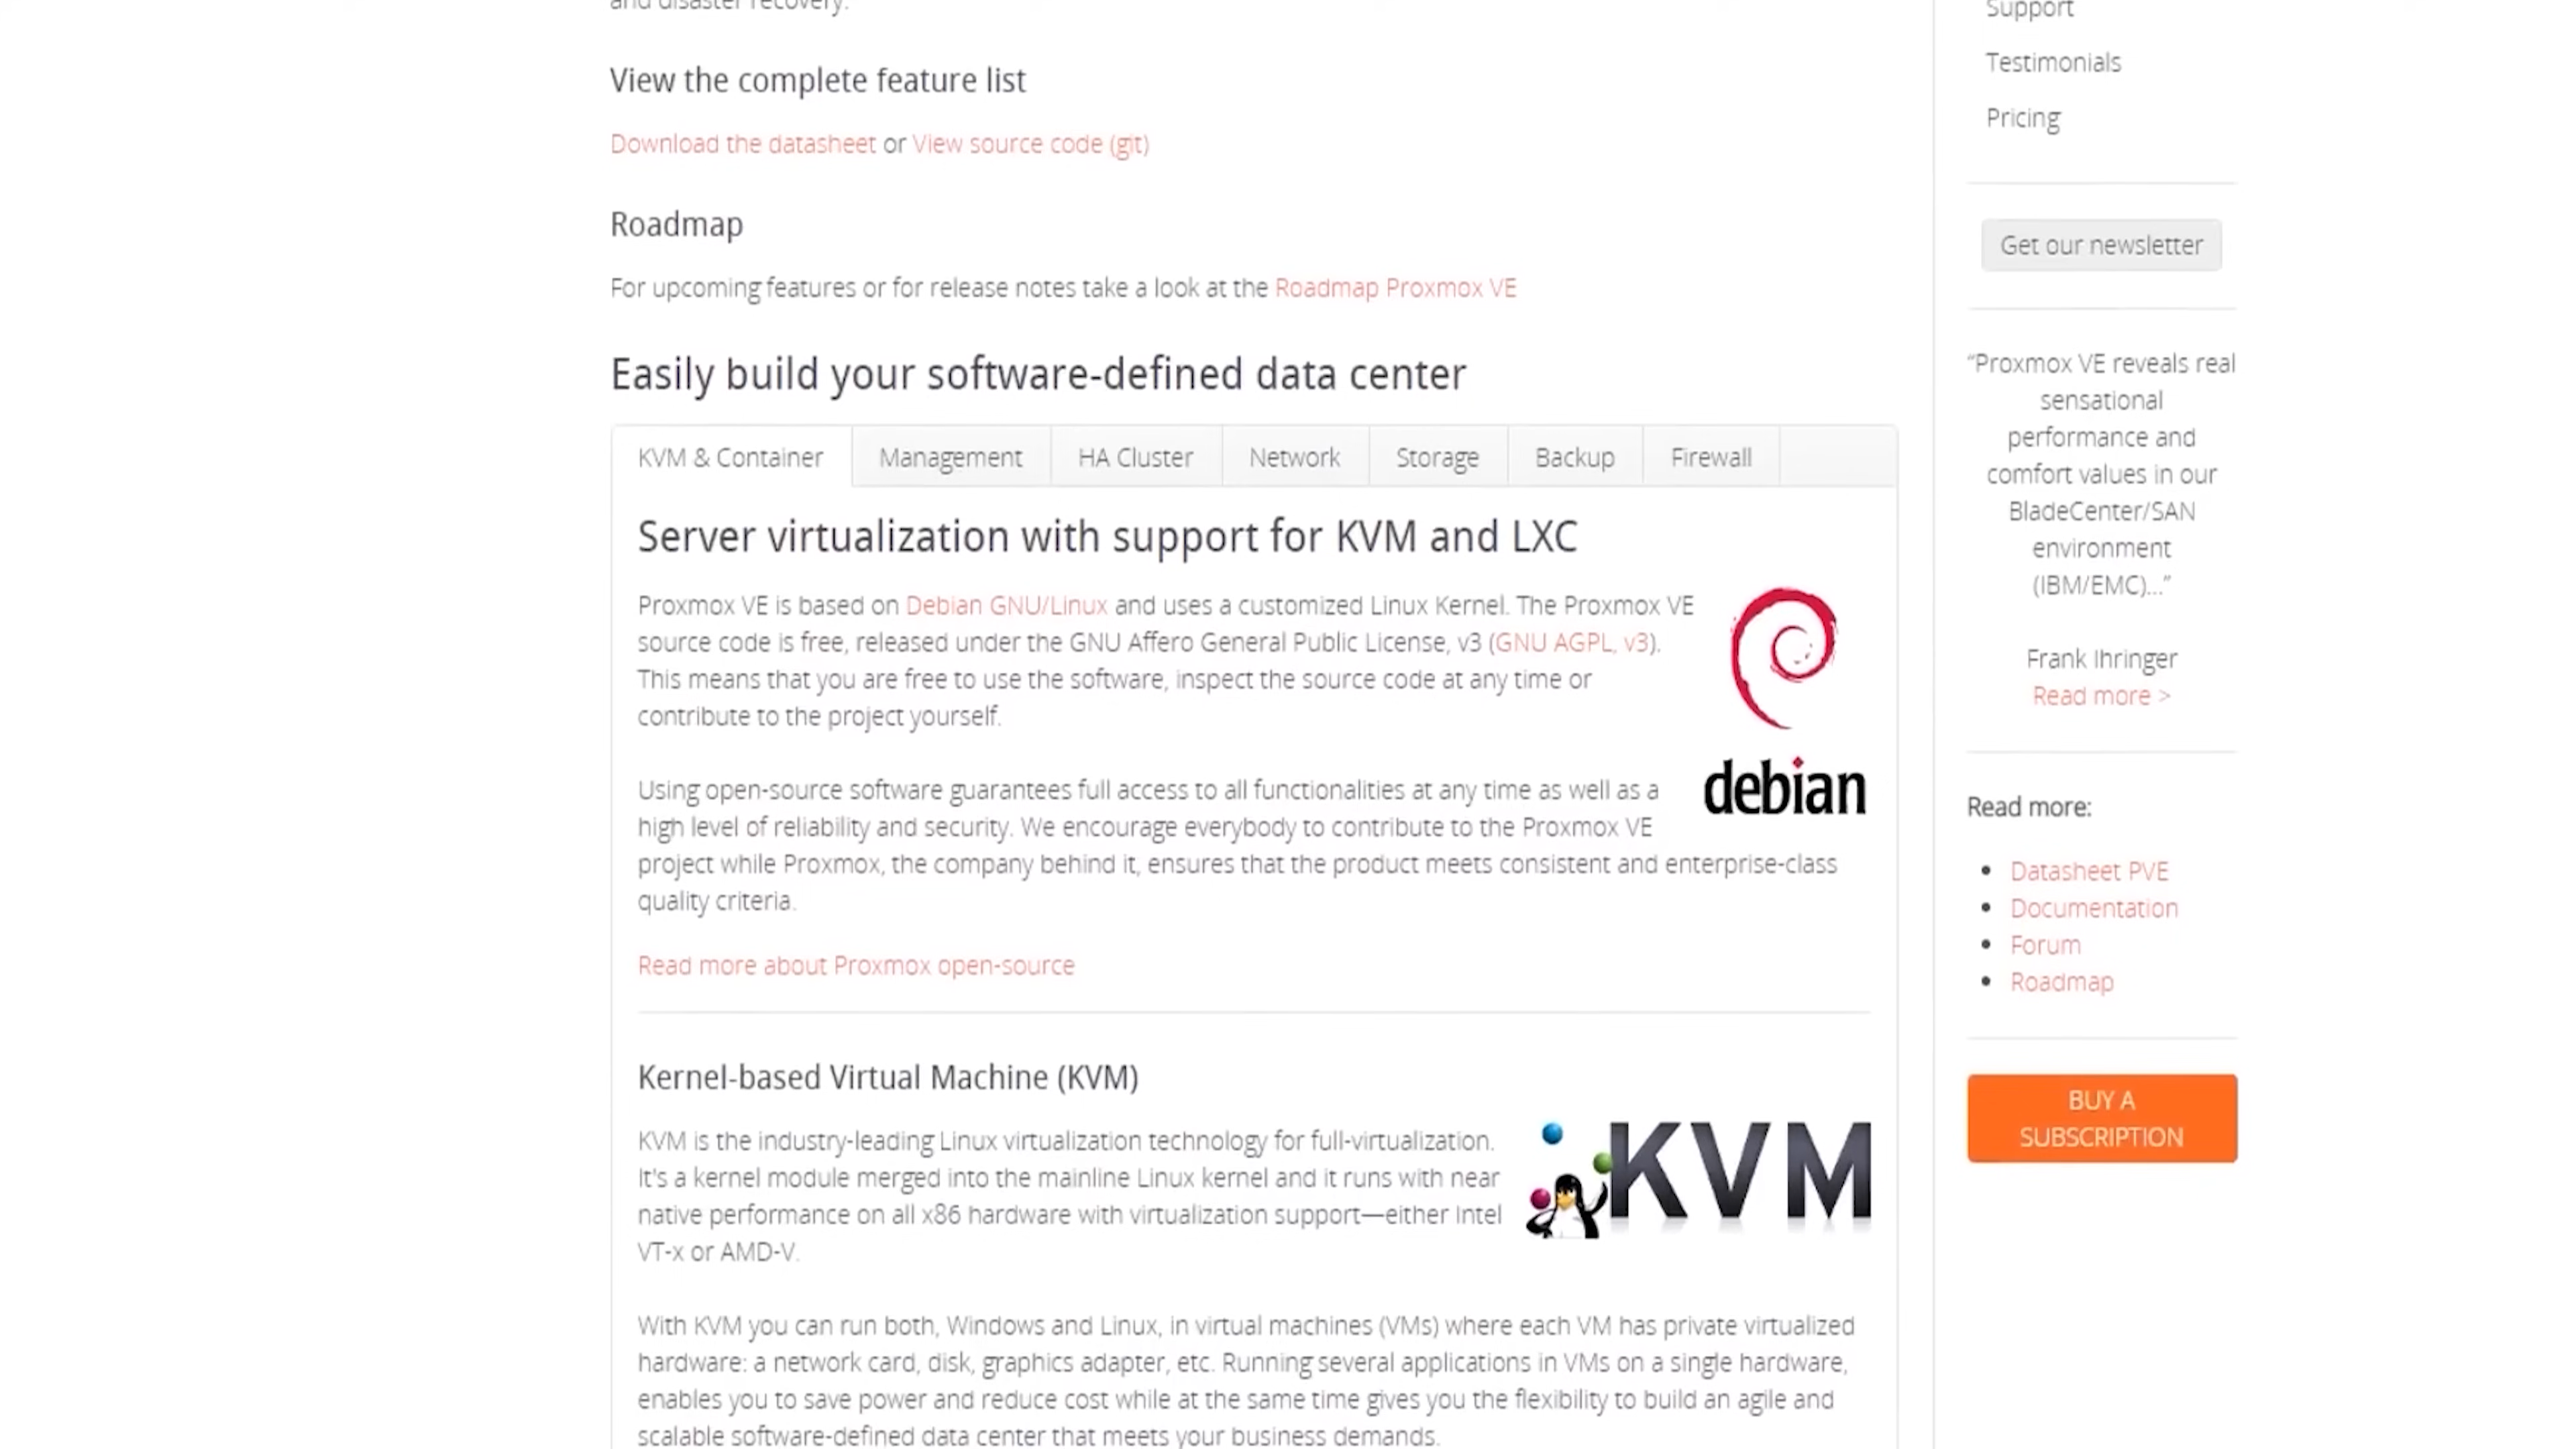 and disaster recovery.
View the complete feature list
Download the datasheet or View source code (git)
Roadmap
For upcoming features or for release notes take a look at the Roadmap Proxmox VE
Easily build your software-defined data center
KVM & Container
Management
HA Cluster
Network
Storage
Backup
Firewall
Server virtualization with support for KVM and LXC
Proxmox VE is based on Debian GNU/Linux and uses a customized Linux Kernel. The Proxmox VE
source code is free, released under the GNU Affero General Public License, v3 (GNU AGPL, v3).
This means that you are free to use the software, inspect the source code at any time or
contribute to the project yourself.
debian
Using open-source software guarantees full access to all functionalities at any time as well as a
high level of reliability and security. We encourage everybody to contribute to the Proxmox VE
project while Proxmox, the company behind it, ensures that the product meets consistent and enterprise-class
quality criteria.
Read more about Proxmox open-source
Kernel-based Virtual Machine (KVM)
KVM is the industry-leading Linux virtualization technology for full-virtualization.
It's a kernel module merged into the mainline Linux kernel and it runs with near
native performance on all x86 hardware with virtualization support—either Intel
VT-x or AMD-V.
KVM
With KVM you can run both, Windows and Linux, in virtual machines (VMs) where each VM has private virtualized
hardware: a network card, disk, graphics adapter, etc. Running several applications in VMs on a single hardware,
enables you to save power and reduce cost while at the same time gives you the flexibility to build an agile and
scalable software-defined data center that meets your business demands.
Support
Testimonials
Pricing
Get our newsletter
“Proxmox VE reveals real
sensational
performance and
comfort values in our
BladeCenter/SAN
environment
(IBM/EMC)...”
Frank Ihringer
Read more >
Read more:
Datasheet PVE
Documentation
Forum
Roadmap
BUY A
SUBSCRIPTION